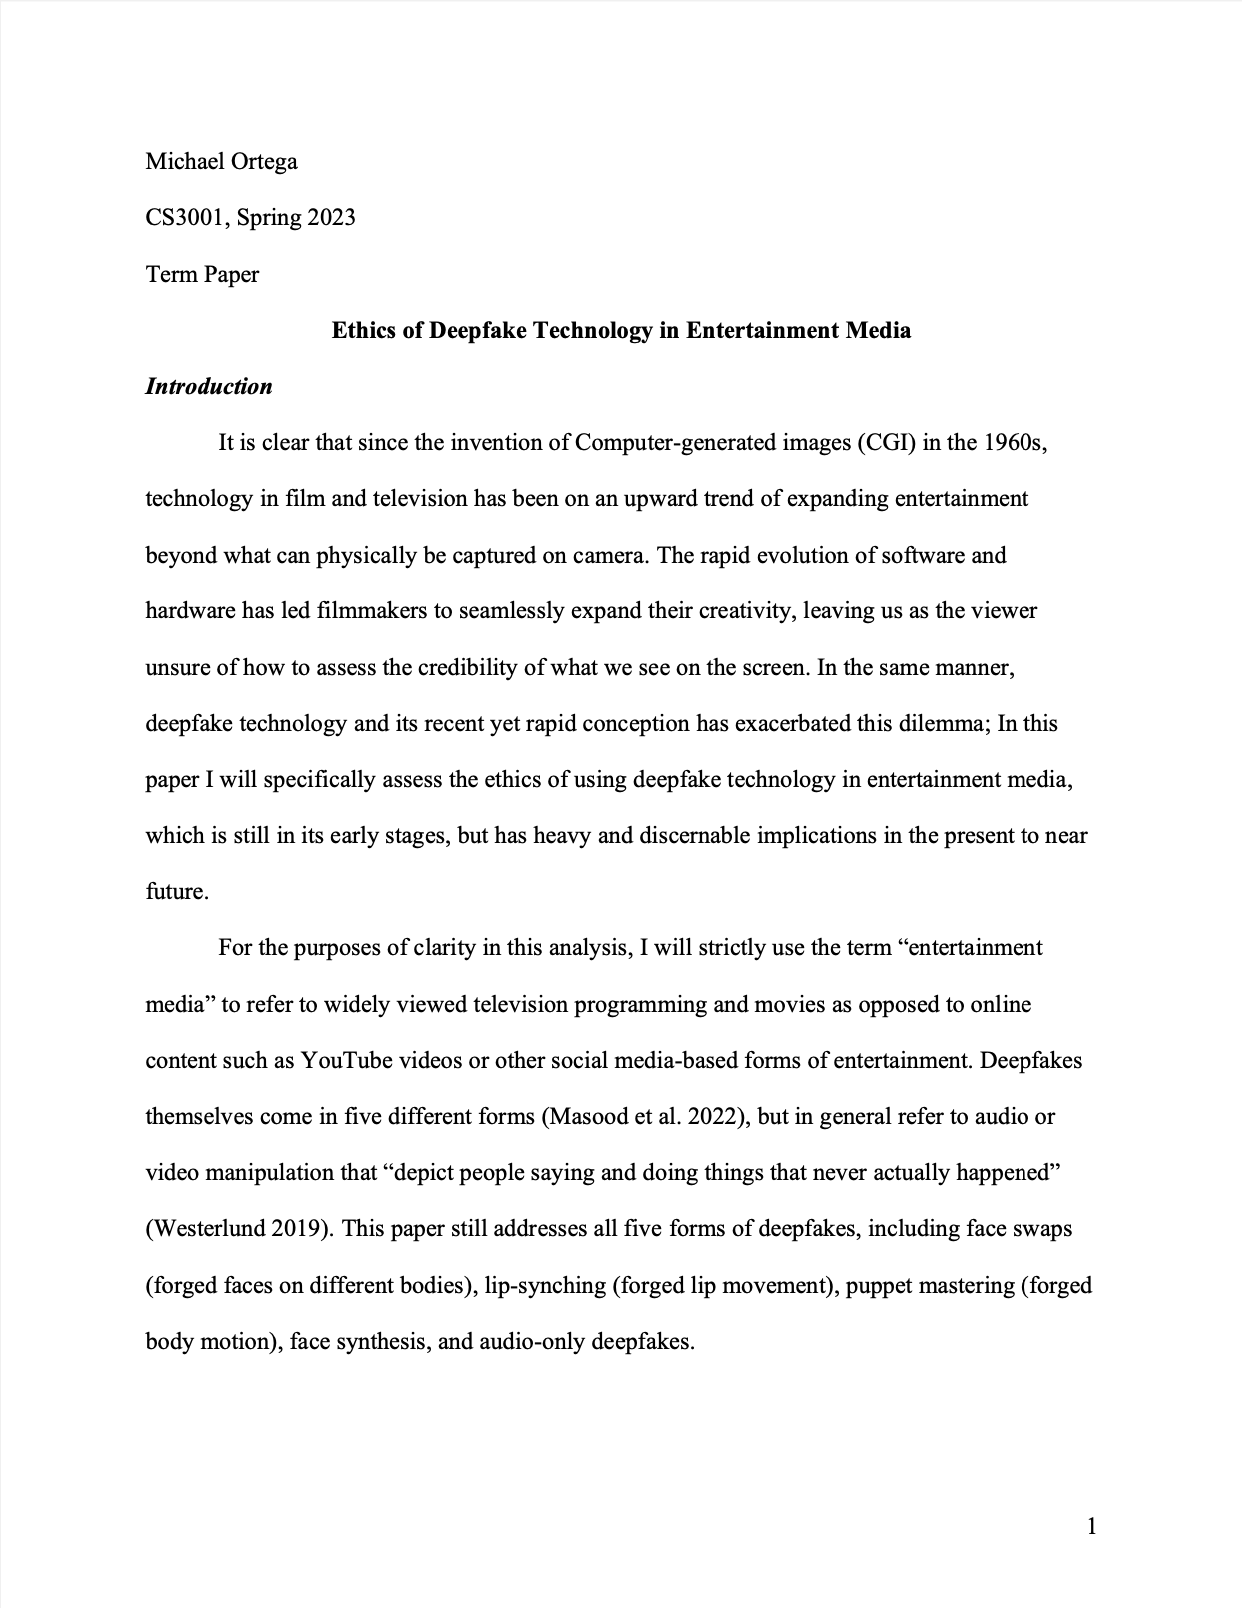 Michael Ortega
CS3001, Spring 2023
Term Paper
Ethics of Deepfake Technology in Entertainment Media
Introduction
It is clear that since the invention of Computer-generated images (CGI) in the 1960s,
technology in film and television has been on an upward trend of expanding entertainment
beyond what can physically be captured on camera. The rapid evolution of software and
hardware has led filmmakers to seamlessly expand their creativity, leaving us as the viewer
unsure of how to assess the credibility of what we see on the screen. In the same manner,
deepfake technology and its recent yet rapid conception has exacerbated this dilemma; In this
paper I will specifically assess the ethics of using deepfake technology in entertainment media,
which is still in its early stages, but has heavy and discernable implications in the present to near
future.
For the purposes of clarity in this analysis, I will strictly use the term “entertainment
media” to refer to widely viewed television programming and movies as opposed to online
content such as YouTube videos or other social media-based forms of entertainment. Deepfakes
themselves come in five different forms (Masood et al. 2022), but in general refer to audio or
video manipulation that “depict people saying and doing things that never actually happened”
(Westerlund 2019). This paper still addresses all five forms of deepfakes, including face swaps
(forged faces on different bodies), lip-synching (forged lip movement), puppet mastering (forged
body motion), face synthesis, and audio-only deepfakes.
1